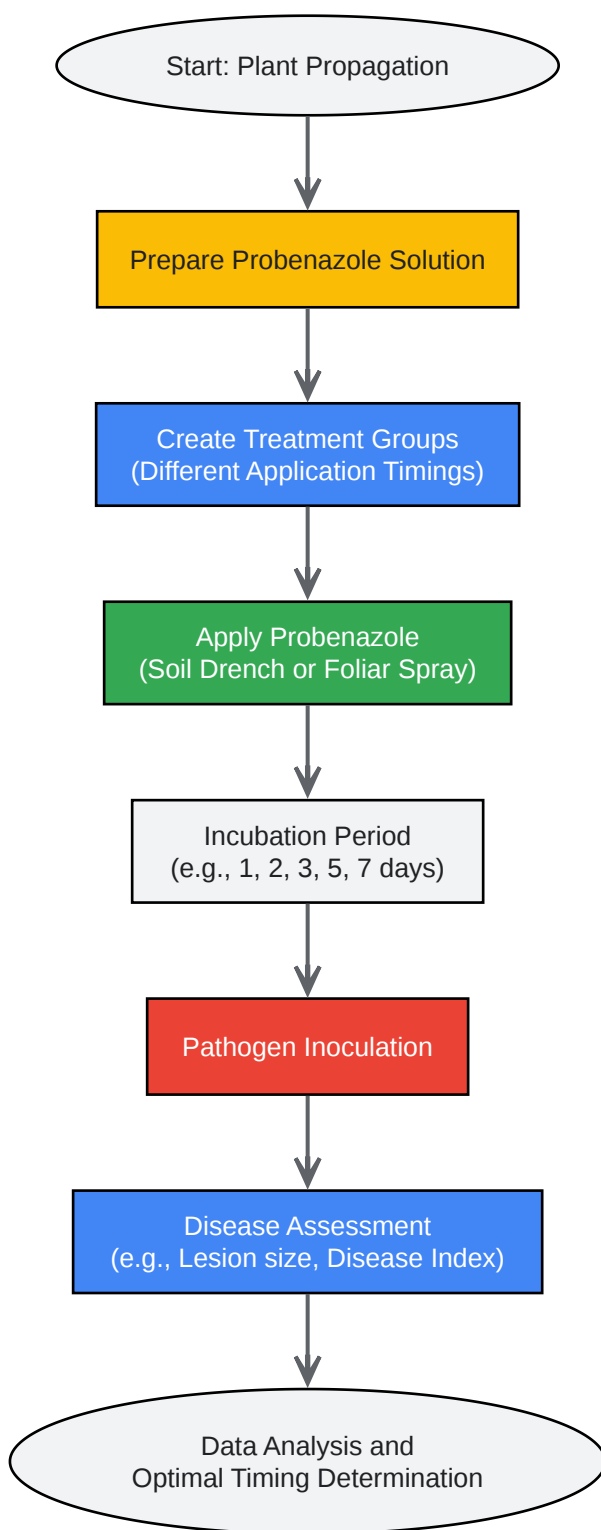 Start: Plant Propagation
Prepare Probenazole Solution
Create Treatment Groups
(Different Application Timings)
Apply Probenazole
(Soil Drench or Foliar Spray)
Incubation Period
(e.g., 1, 2, 3, 5, 7 days)
Pathogen Inoculation
Disease Assessment
(e.g., Lesion size, Disease Index)
Data Analysis and
Optimal Timing Determination